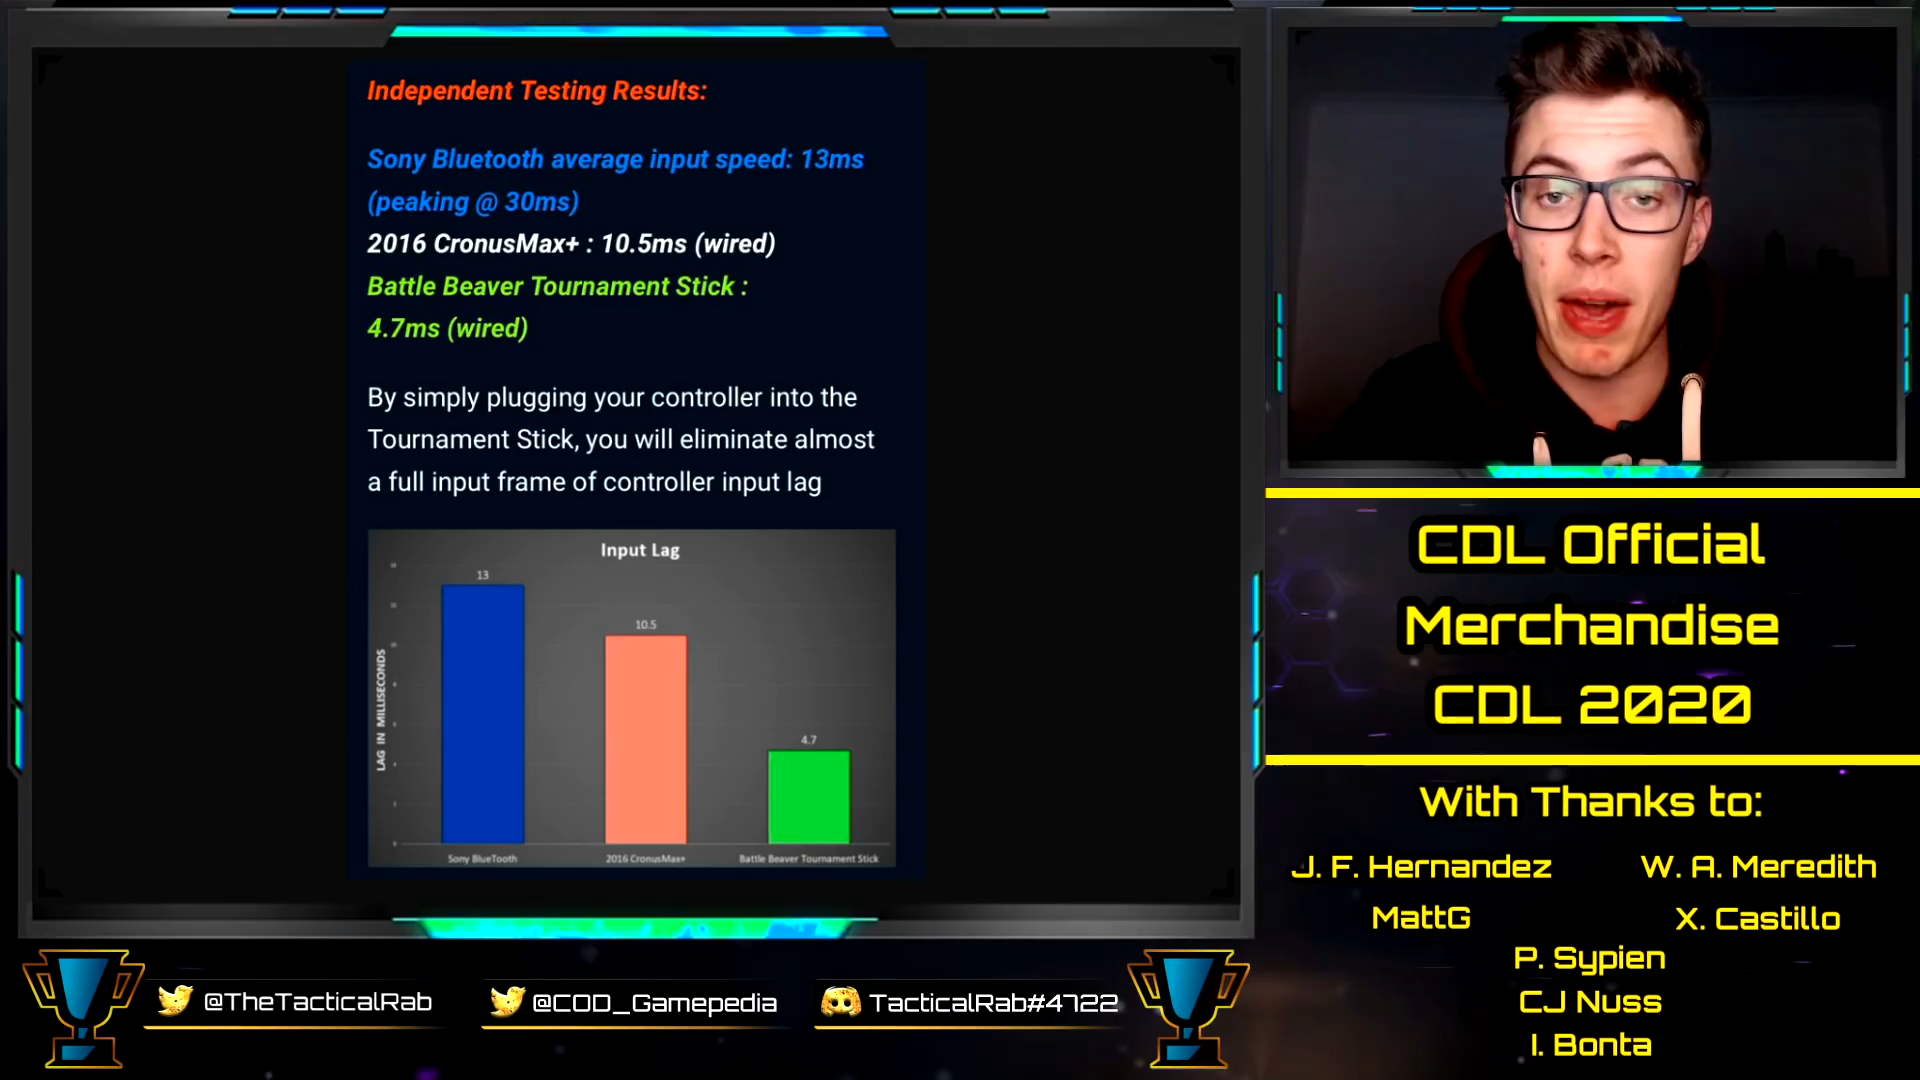 Independent Testing Results:
Sony Bluetooth average input speed: 13ms
(peaking @ 30ms)
2016 CronusMax+ : 10.5ms (wired)
Battle Beaver Tournament Stick :
4.7ms (wired)
By simply plugging your controller into the
Tournament Stick, you will eliminate almost
a full input frame of controller input lag
Input Lag
LAG IN MILLISECONDS
13
10.5
4.7
Sony BlueTooth
2016 CronusMax+
Battle Beaver Tournament Stick
CDL Official
Merchandise
CDL 2020
With Thanks to:
J. F. Hernandez
W. A. Meredith
MattG
X. Castillo
P. Sypien
CJ Nuss
I. Bonta
@TheTacticalRab
@COD_Gamepedia
TacticalRab#4722